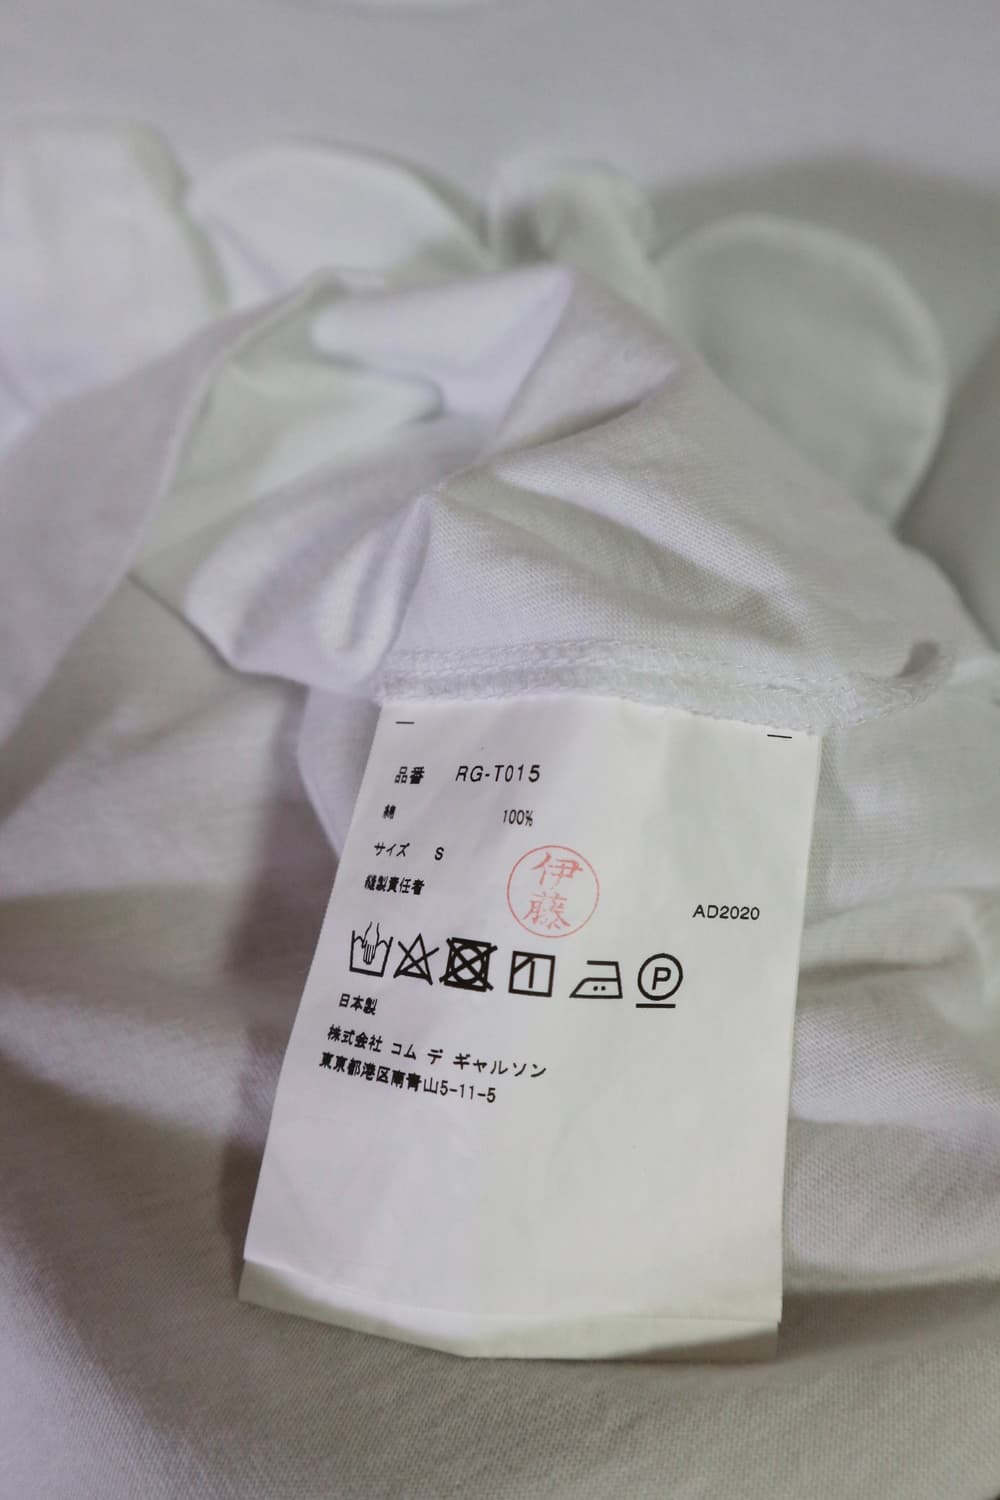 品番 RG-T015
綿 100%
サイズ S
縫製責任者
伊藤
AD2020
P
日本製
株式会社 コム デ ギャルソン
東京都港区南青山5-11-5